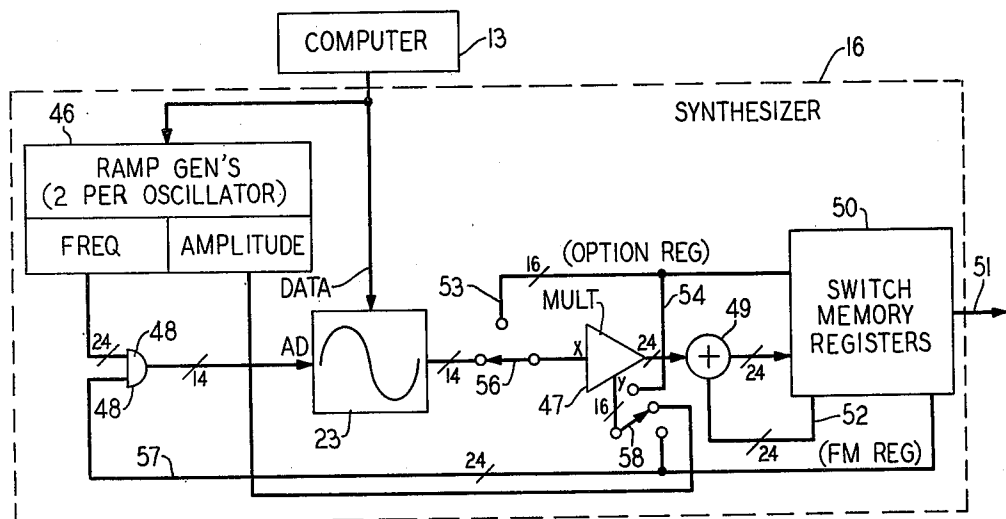 COMPUTER
13
16
SYNTHESIZER
46
RAMP GEN'S
(2 PER OSCILLATOR)
FREQ
AMPLITUDE
DATA
24
48
48
14
AD
23
14
53
16
(OPTION REG)
MULT
54
56
X
47
24
y
16
58
49
24
50
SWITCH
MEMORY
REGISTERS
51
52
24
57
24
(FM REG)